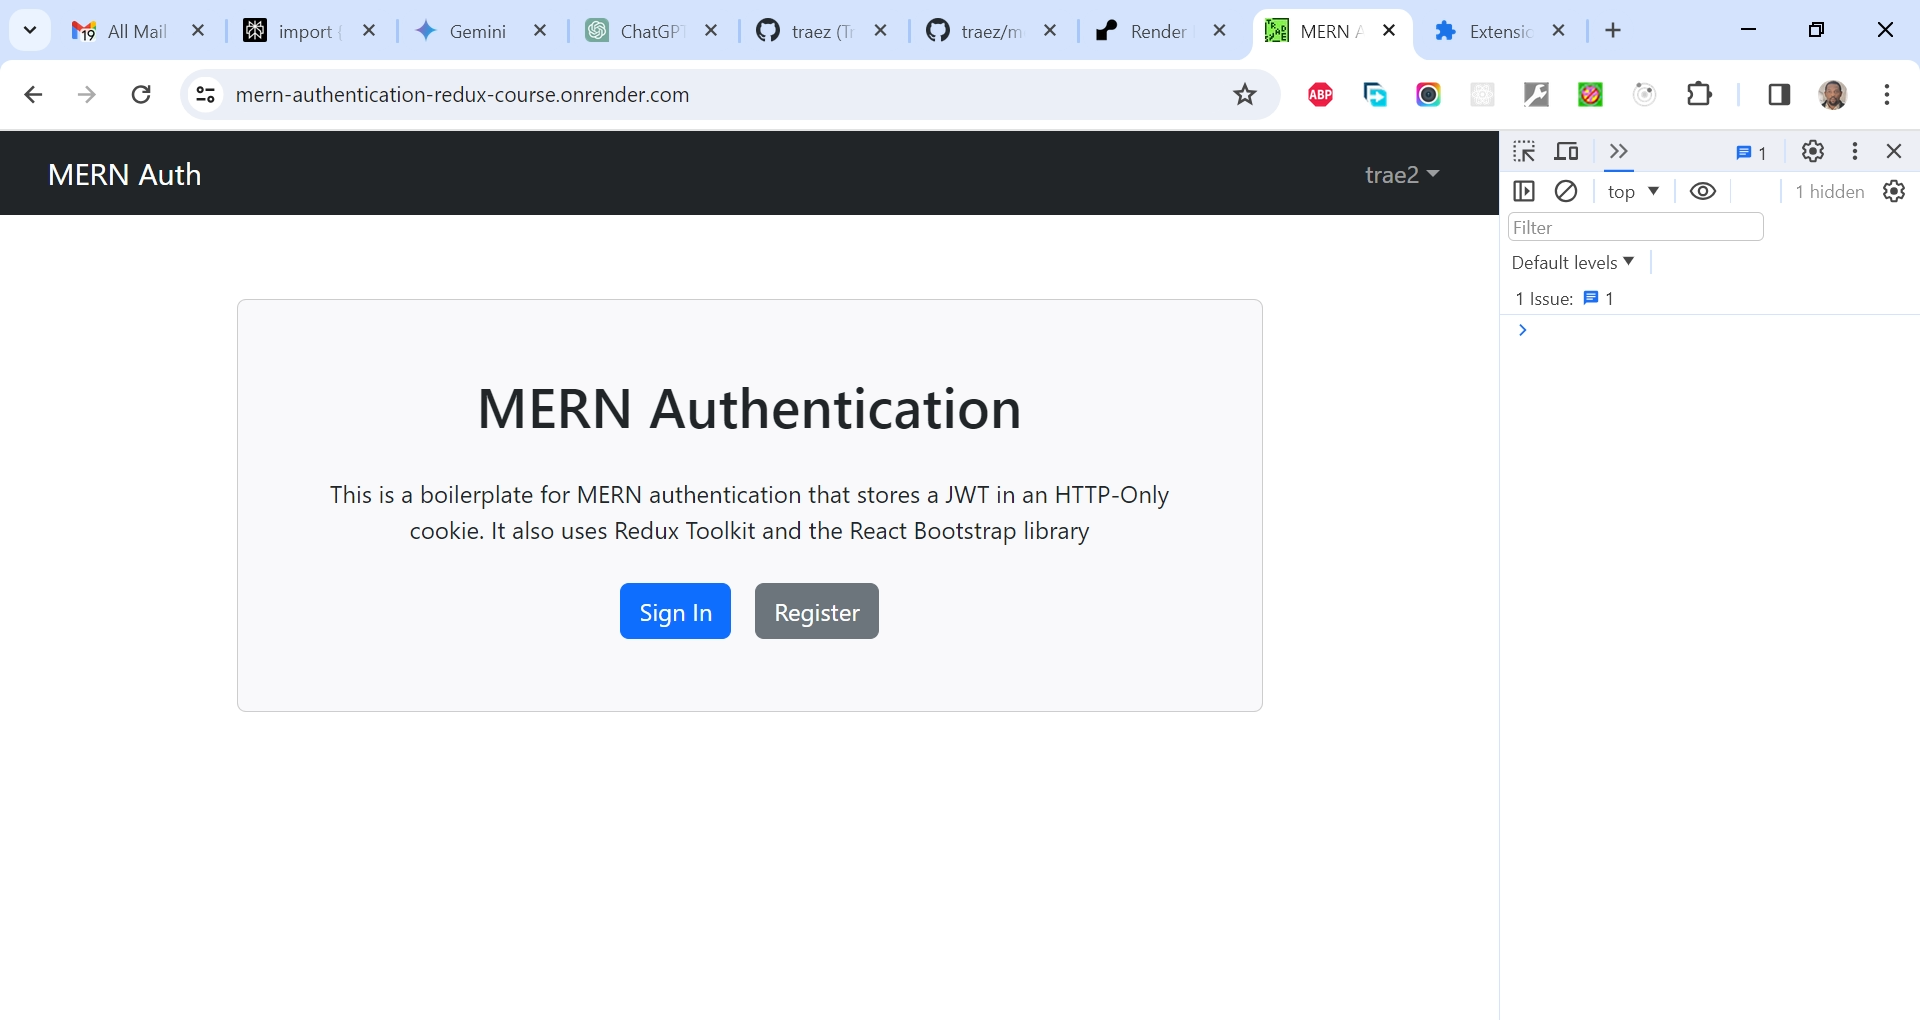 All Mail
import {
Gemini
ChatGPT
traez (Tr
traez/m
Render
MERN A
Extensio
mern-authentication-redux-course.onrender.com
ABP
MERN Auth
trae2
1
top
1 hidden
Filter
Default levels
1 Issue: 1
MERN Authentication
This is a boilerplate for MERN authentication that stores a JWT in an HTTP-Only
cookie. It also uses Redux Toolkit and the React Bootstrap library
Sign In
Register